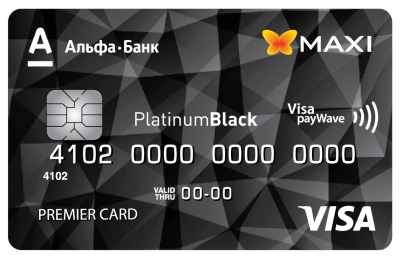 Альфа·Банк
MAXI
PlatinumBlack
Visa
payWave
4102 0000 0000 0000
4102
VALID
THRU 00-00
PREMIER CARD
VISA